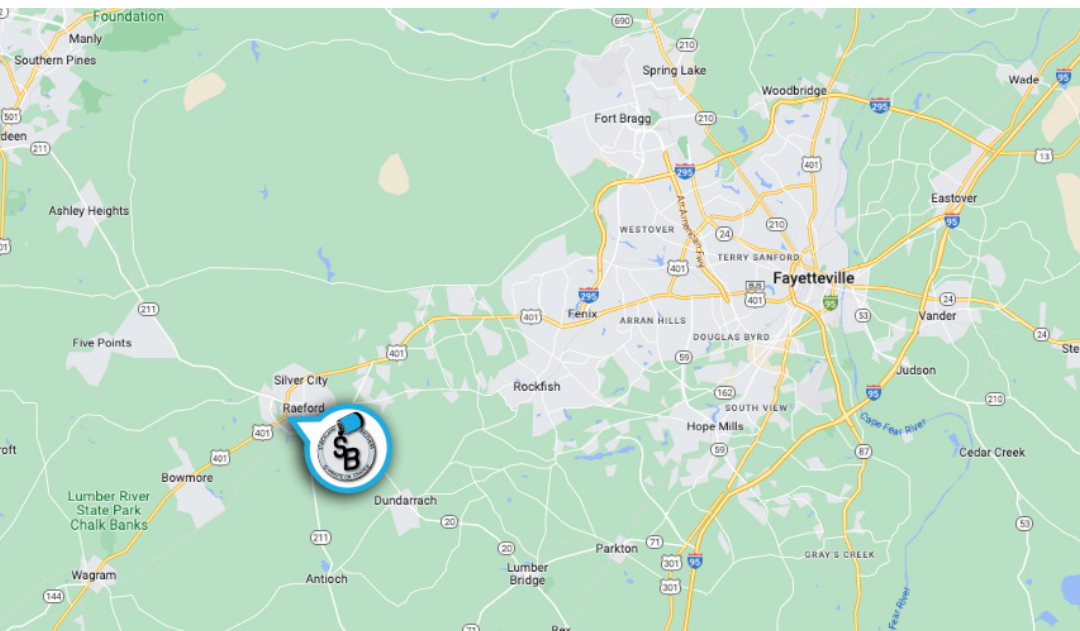 Foundation
Manly
Southern Pines
690
210
Spring Lake
Woodbridge
Wade
95
295
501
deen
211
Fort Bragg
210
401
13
295
Ashley Heights
Eastover
95
WESTOVER
All American Fwy
24
210
TERRY SANFORD
401
Fayetteville
295
BUS
401
95
24
211
401
Fenix
ARRAN HILLS
53
Vander
Five Points
DOUGLAS BYRD
24
Ste
401
59
Judson
Silver City
Rockfish
95
162
210
Raeford
SOUTH VIEW
401
Hope Mills
Cape Fear River
SB
59
87
Cedar Creek
oft
401
Bowmore
Lumber River
State Park
Chalk Banks
Dundarrach
20
53
211
20
Parkton
71
GRAY'S CREEK
301
95
Wagram
Antioch
Lumber
Bridge
301
144
Fear River
71
Rex